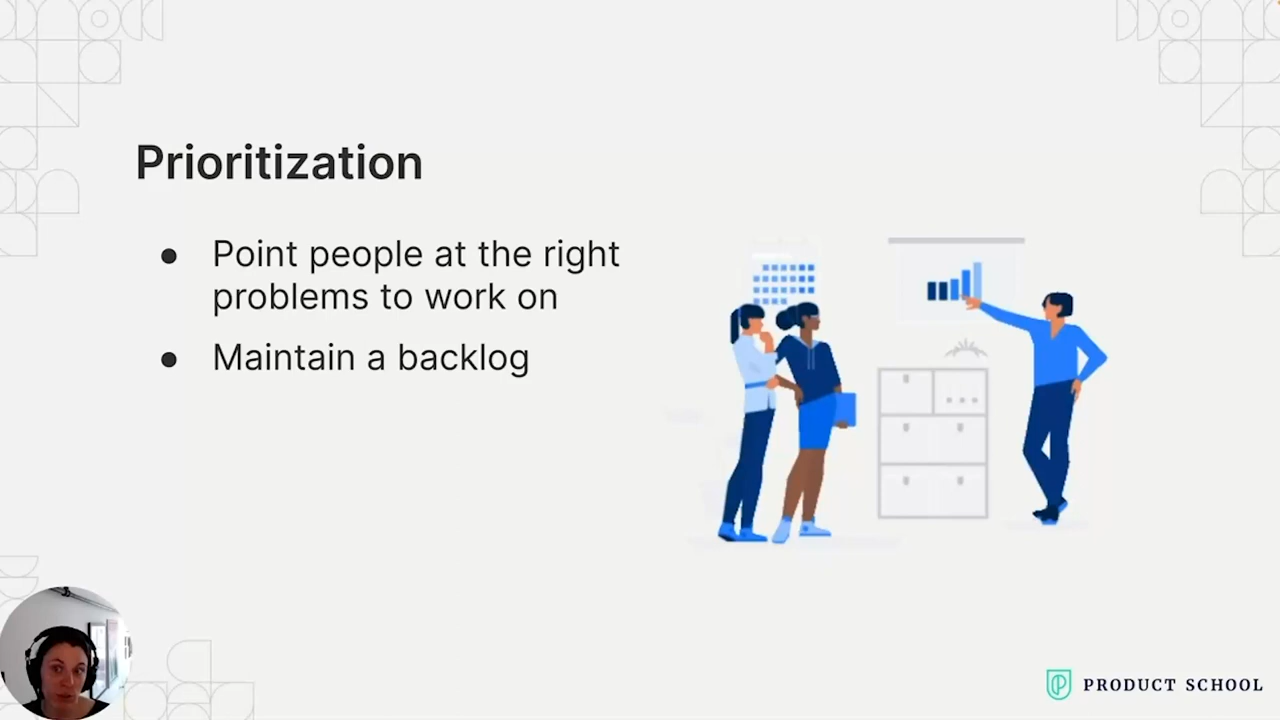 Prioritization
● Point people at the right
problems to work on
● Maintain a backlog
PRODUCT SCHOOL